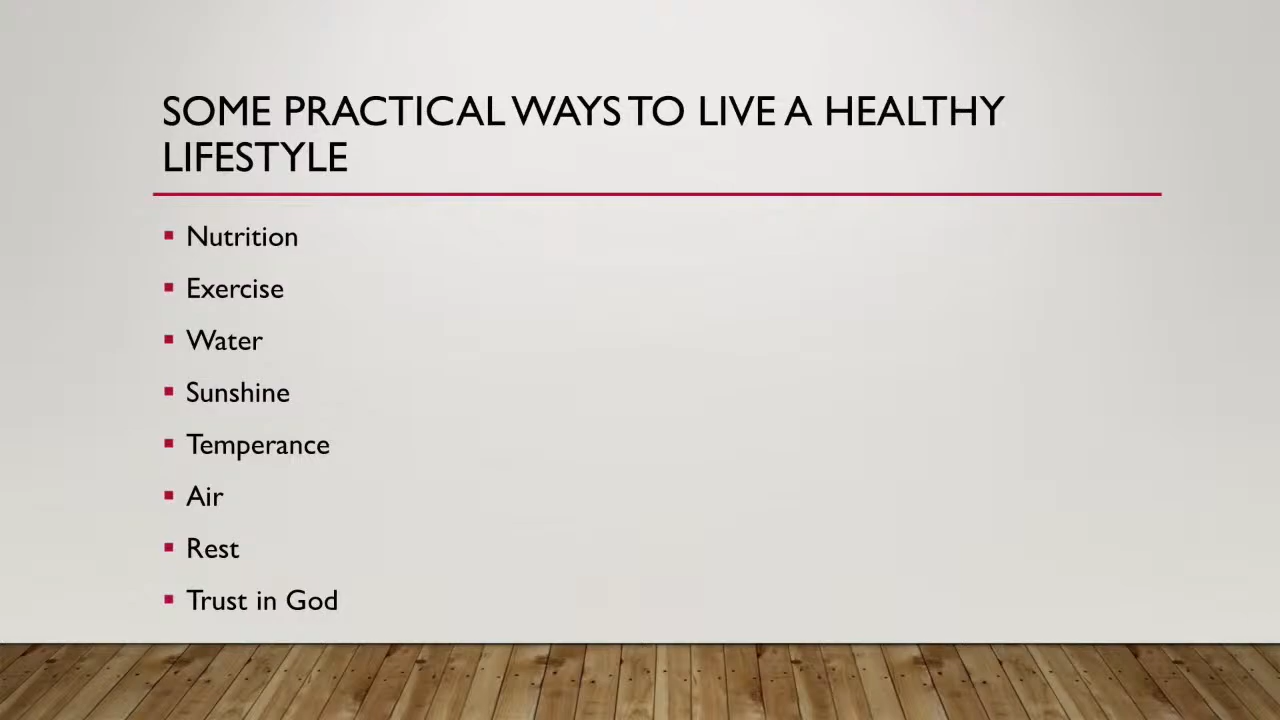 SOME PRACTICAL WAYS TO LIVE A HEALTHY
LIFESTYLE
Nutrition
Exercise
Water
Sunshine
Temperance
Air
Rest
Trust in God